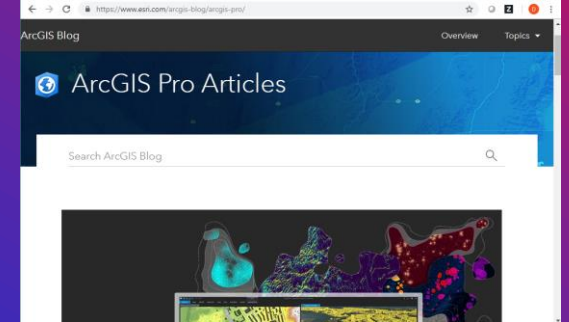 https://www.esri.com/arcgis-blog/arcgis-pro/
ArcGIS Blog
Overview Topics
ArcGIS Pro Articles
Search ArcGIS Blog